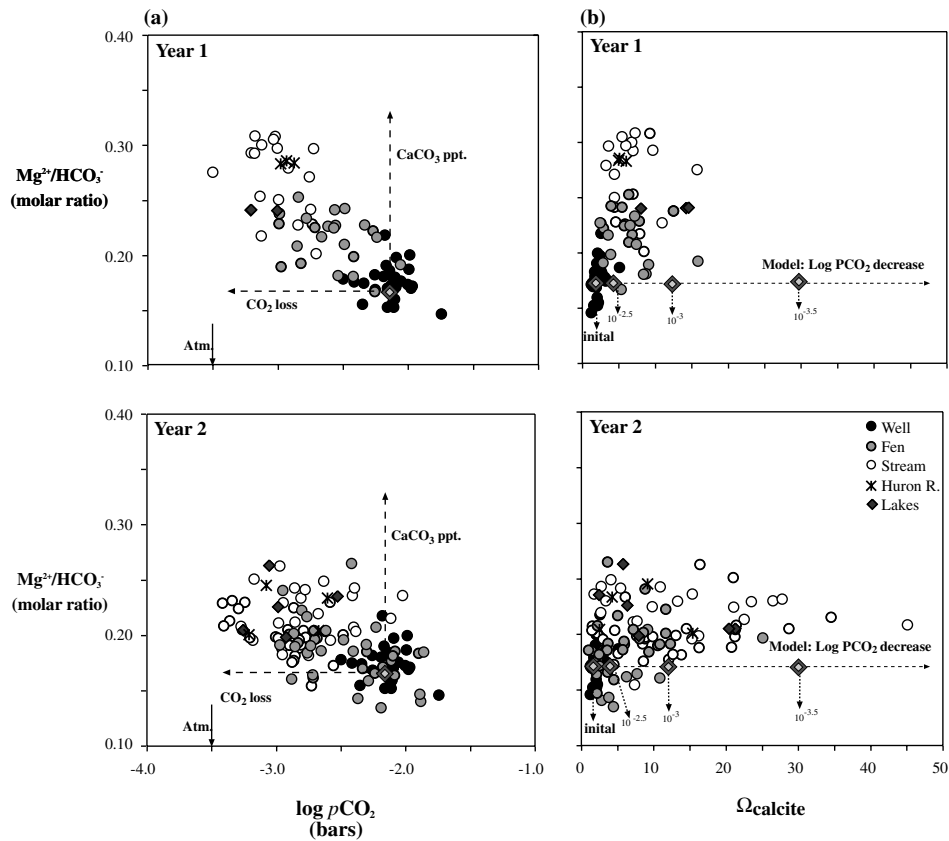 (a)
(b)
Year 1
Year 1
0.40
0.30
0.20
0.10
Mg²⁺/HCO₃⁻
(molar ratio)
CaCO₃ ppt.
CO₂ loss
Atm.
Model: Log PCO₂ decrease
10⁻²·⁵
10⁻³
10⁻³·⁵
inital
Year 2
Year 2
0.40
0.30
0.20
0.10
Mg²⁺/HCO₃⁻
(molar ratio)
CaCO₃ ppt.
CO₂ loss
Atm.
Well
Fen
Stream
Huron R.
Lakes
Model: Log PCO₂ decrease
10⁻²·⁵
10⁻³
10⁻³·⁵
inital
-4.0 -3.0 -2.0 -1.0
0 10 20 30 40 50
log pCO₂
(bars)
Ωcalcite